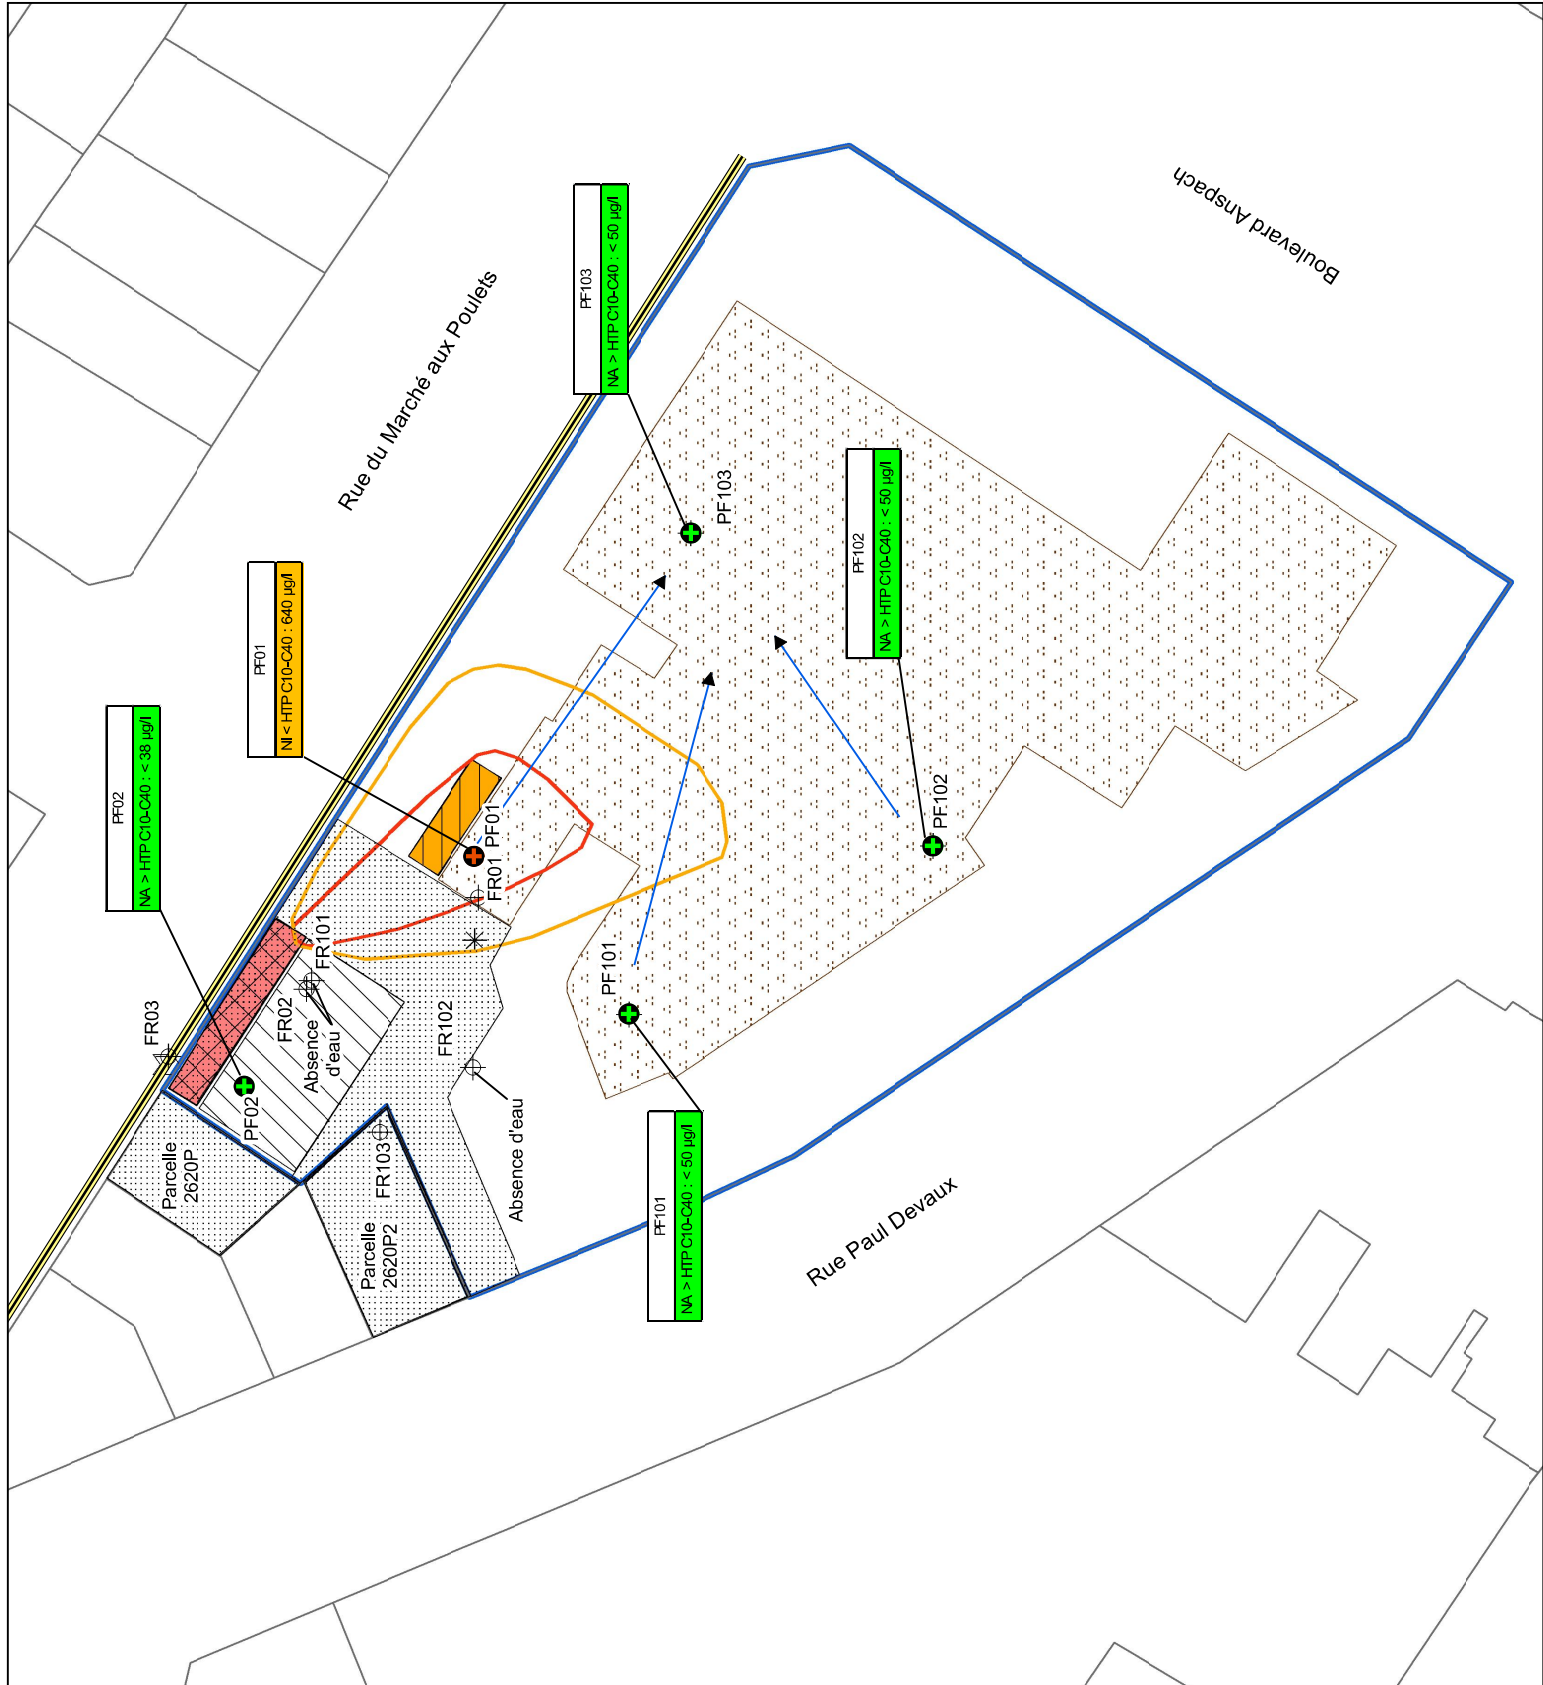 Boulevard Anspach
Rue du Marché aux Poulets
PF103
NA > HTP C10-C40 : < 50 µg/l
PF103
PF01
NI < HTP C10-C40 : 640 µg/l
PF02
NA > HTP C10-C40 : < 38 µg/l
PF102
NA > HTP C10-C40 : < 50 µg/l
PF102
PF01
FR01
FR101
FR02
Absence
d'eau
FR03
PF02
FR102
Absence d'eau
FR103
Parcelle
2620P
Parcelle
2620P2
PF101
PF101
NA > HTP C10-C40 : < 50 µg/l
Rue Paul Devaux